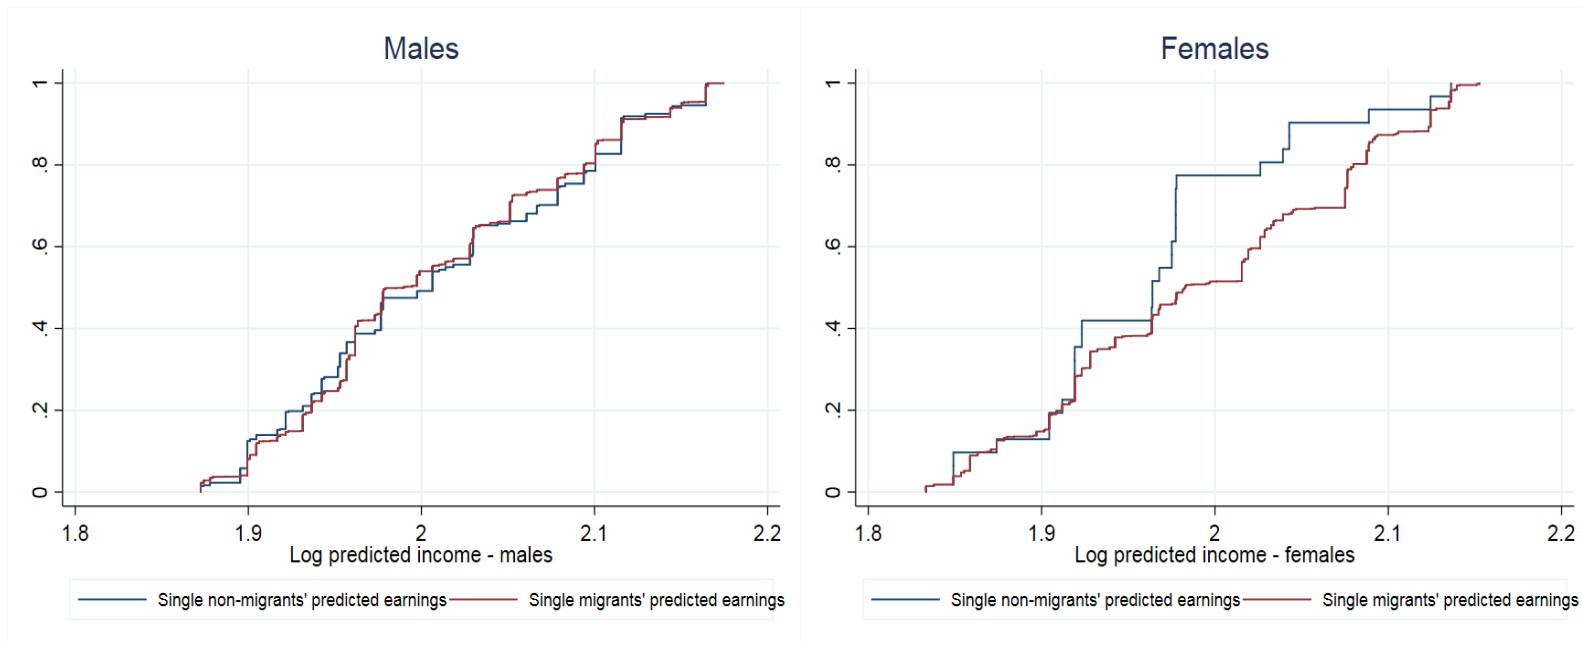 Males
1
.8
.6
.4
.2
0
1.8
1.9
2
2.1
2.2
Log predicted income - males
Single non-migrants' predicted earnings
Single migrants' predicted earnings
Females
1
.8
.6
.4
.2
0
1.8
1.9
2
2.1
2.2
Log predicted income - females
Single non-migrants' predicted earnings
Single migrants' predicted earnings